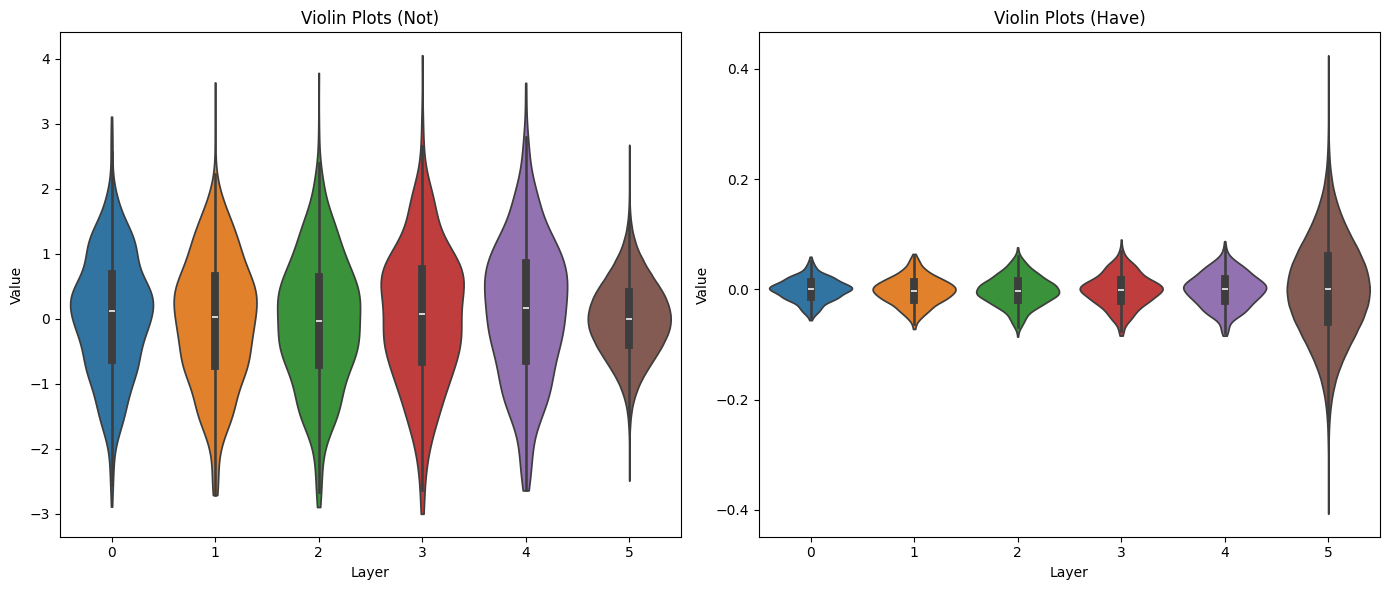 Violin Plots (Not)
Value
4
3
2
1
0
−1
−2
−3
0 1 2 3 4 5
Layer
Violin Plots (Have)
Value
0.4
0.2
0.0
−0.2
−0.4
0 1 2 3 4 5
Layer